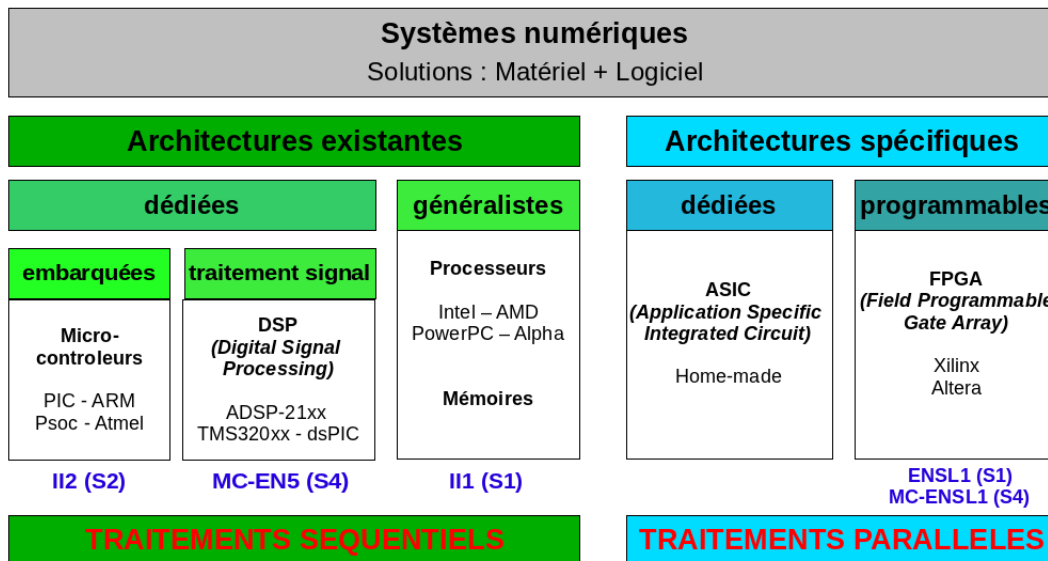 Systèmes numériques
Solutions : Matériel + Logiciel
Architectures existantes
dédiées
embarquées
Micro-
controleurs
PIC - ARM
Psoc - Atmel
II2 (S2)
traitement signal
DSP
(Digital Signal
Processing)
ADSP-21xx
TMS320xx - dsPIC
MC-EN5 (S4)
généralistes
Processeurs
Intel – AMD
PowerPC – Alpha
Mémoires
II1 (S1)
TRAITEMENTS SEQUENTIELS
Architectures spécifiques
dédiées
ASIC
(Application Specific
Integrated Circuit)
Home-made
programmables
FPGA
(Field Programmable
Gate Array)
Xilinx
Altera
ENSL1 (S1)
MC-ENSL1 (S4)
TRAITEMENTS PARALLELES